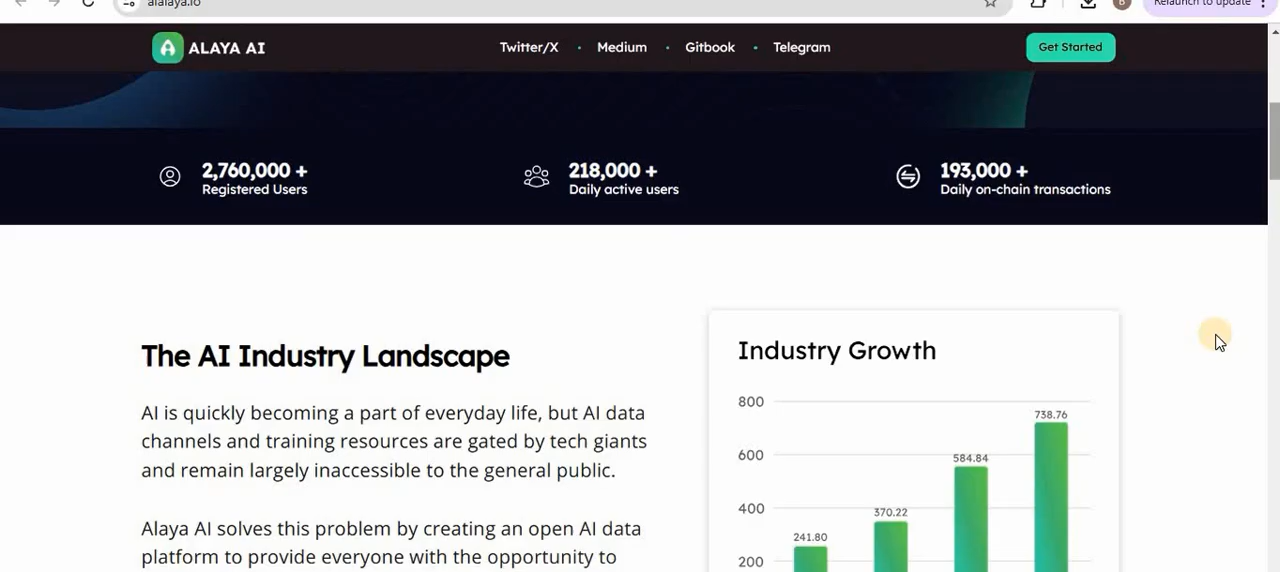 alalaya.io
Relaunch to update
ALAYA AI
Twitter/X • Medium • Gitbook • Telegram
Get Started
2,760,000 +
Registered Users
218,000 +
Daily active users
193,000 +
Daily on-chain transactions
The AI Industry Landscape
AI is quickly becoming a part of everyday life, but AI data
channels and training resources are gated by tech giants
and remain largely inaccessible to the general public.
Alaya AI solves this problem by creating an open AI data
platform to provide everyone with the opportunity to
Industry Growth
800
738.76
600
584.84
400
370.22
241.80
200